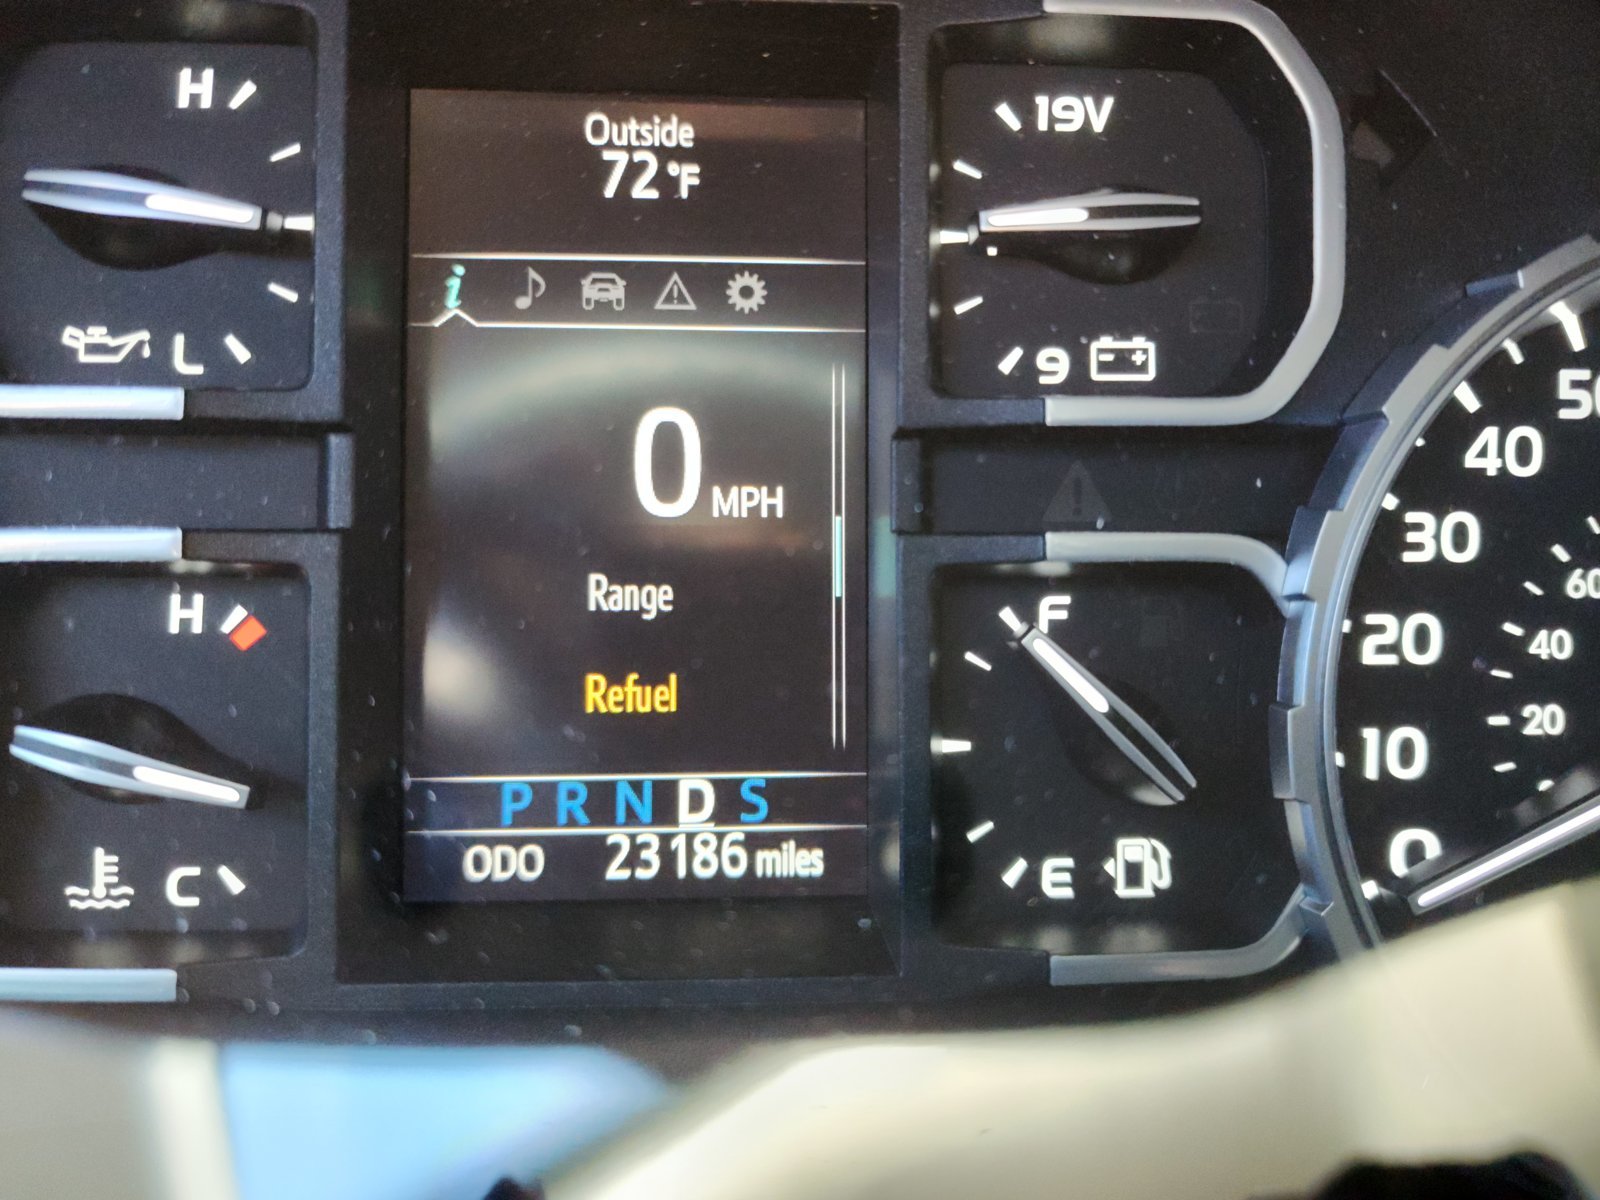 H
L
Outside
72 °F
0 MPH
Range
Refuel
P R N D S
ODO 23186 miles
H
C
19V
9
F
E
40
30
20
10
0
60
40
20